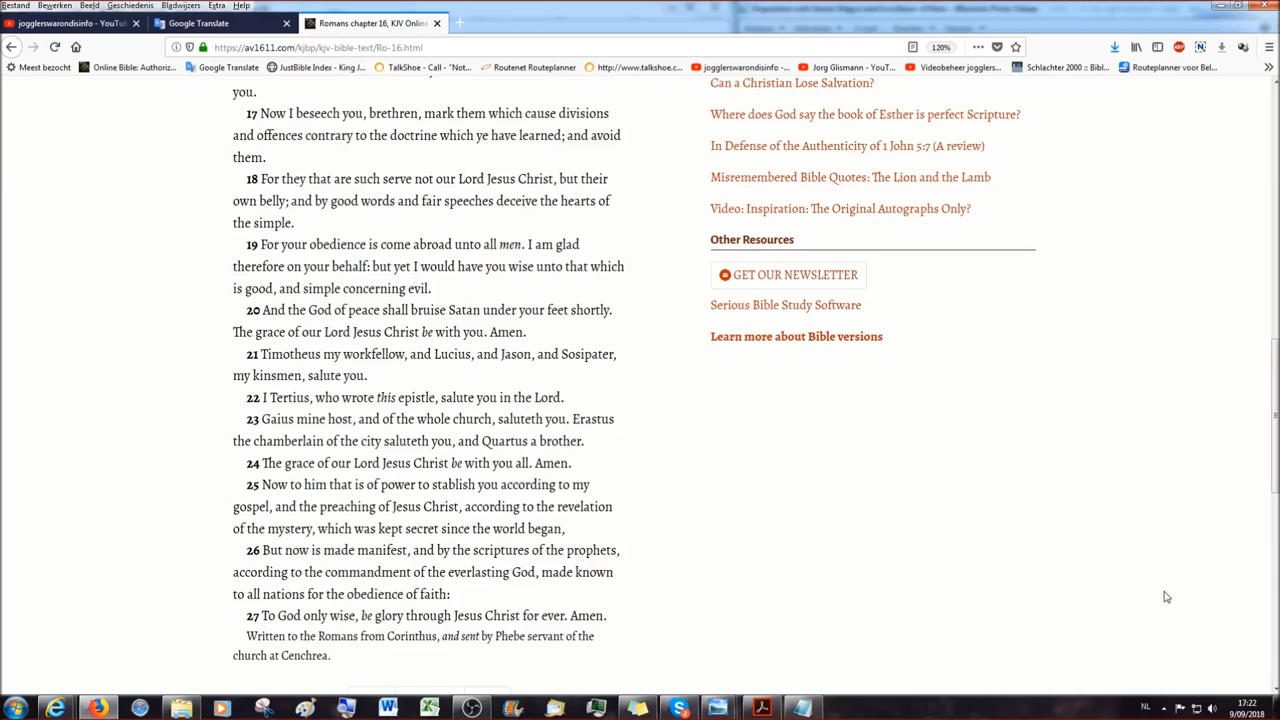 Bestand Bewerken Beeld Geschiedenis Bladwijzers Extra Help
jogglerswarondisinfo - YouTu
Google Translate
Romans chapter 16, KJV Online
https://av1611.com/kjbp/kjv-bible-text/Ro-16.html
120%
Meest bezocht
Online Bible: Authoriz...
Google Translate
JustBible Index - King J...
TalkShoe - Call - "Not...
Routenet Routeplanner
http://www.talkshoe.c...
jogglerswarondisinfo -...
Jorg Glismann - YouT...
Videobeheer jogglers...
Schlachter 2000 :: Bibl...
Routeplanner voor Bel...
you.
17 Now I beseech you, brethren, mark them which cause divisions
and offences contrary to the doctrine which ye have learned; and avoid
them.
18 For they that are such serve not our Lord Jesus Christ, but their
own belly; and by good words and fair speeches deceive the hearts of
the simple.
19 For your obedience is come abroad unto all men. I am glad
therefore on your behalf: but yet I would have you wise unto that which
is good, and simple concerning evil.
20 And the God of peace shall bruise Satan under your feet shortly.
The grace of our Lord Jesus Christ be with you. Amen.
21 Timotheus my workfellow, and Lucius, and Jason, and Sosipater,
my kinsmen, salute you.
22 I Tertius, who wrote this epistle, salute you in the Lord.
23 Gaius mine host, and of the whole church, saluteth you. Erastus
the chamberlain of the city saluteth you, and Quartus a brother.
24 The grace of our Lord Jesus Christ be with you all. Amen.
25 Now to him that is of power to stablish you according to my
gospel, and the preaching of Jesus Christ, according to the revelation
of the mystery, which was kept secret since the world began,
26 But now is made manifest, and by the scriptures of the prophets,
according to the commandment of the everlasting God, made known
to all nations for the obedience of faith:
27 To God only wise, be glory through Jesus Christ for ever. Amen.
Written to the Romans from Corinthus, and sent by Phebe servant of the
church at Cenchrea.
Can a Christian Lose Salvation?
Where does God say the book of Esther is perfect Scripture?
In Defense of the Authenticity of 1 John 5:7 (A review)
Misremembered Bible Quotes: The Lion and the Lamb
Video: Inspiration: The Original Autographs Only?
Other Resources
GET OUR NEWSLETTER
Serious Bible Study Software
Learn more about Bible versions
NL
17:22
9/09/2018